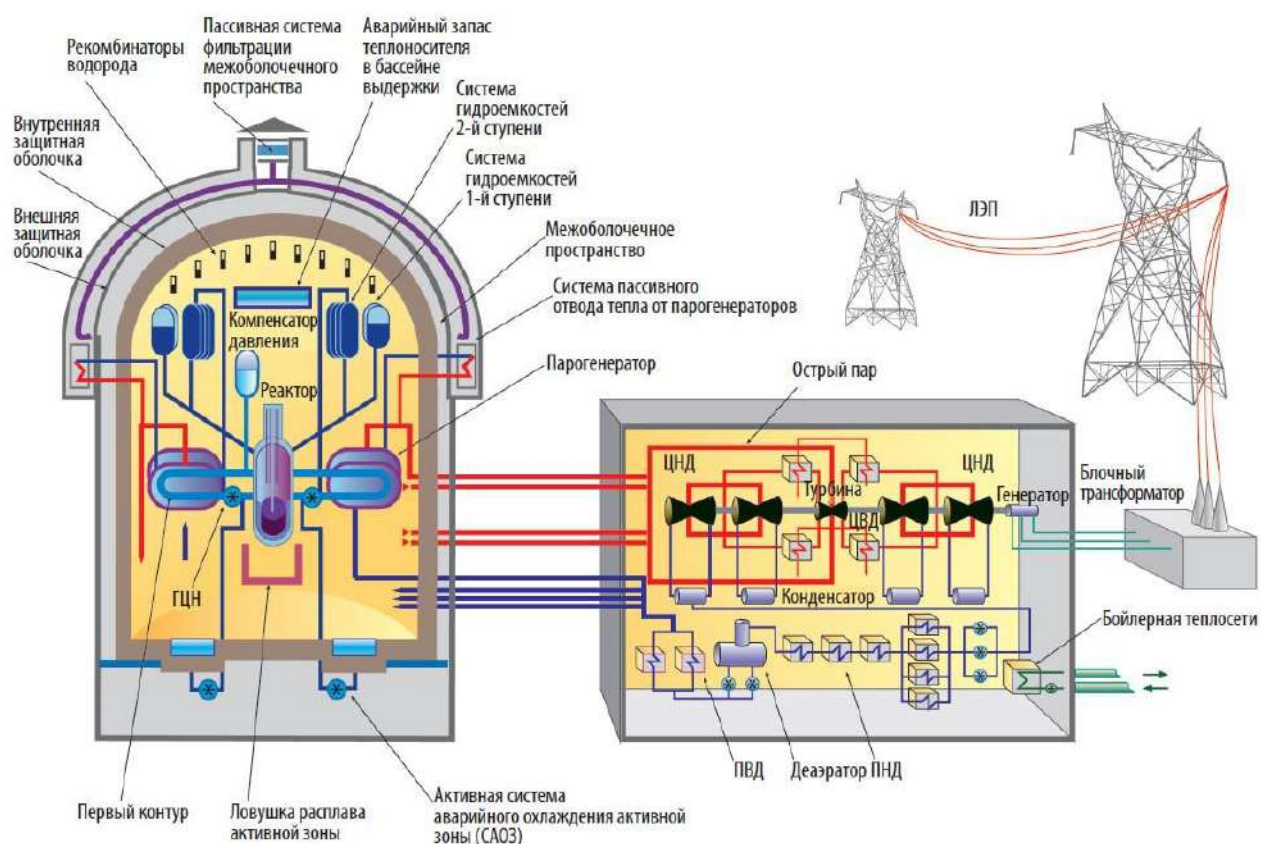 Пассивная система
фильтрации
межоболочечного
пространства
Аварийный запас
теплоносителя
в бассейне
выдержки
Рекомбинаторы
водорода
Система
гидроемкостей
2-й ступени
Внутренняя
защитная
оболочка
Система
гидроемкостей
1-й ступени
Внешняя
защитная
оболочка
Межоболочечное
пространство
ЛЭП
Система пассивного
отвода тепла от парогенераторов
Компенсатор
давления
Парогенератор
Реактор
Острый пар
ЦНД
ЦНД
Турбина
Генератор
Блочный
трансформатор
ЦВД
ГЦН
Конденсатор
Бойлерная теплосети
ПВД
Деаэратор
ПНД
Первый контур
Ловушка расплава
активной зоны
Активная система
аварийного охлаждения активной
зоны (САОЗ)